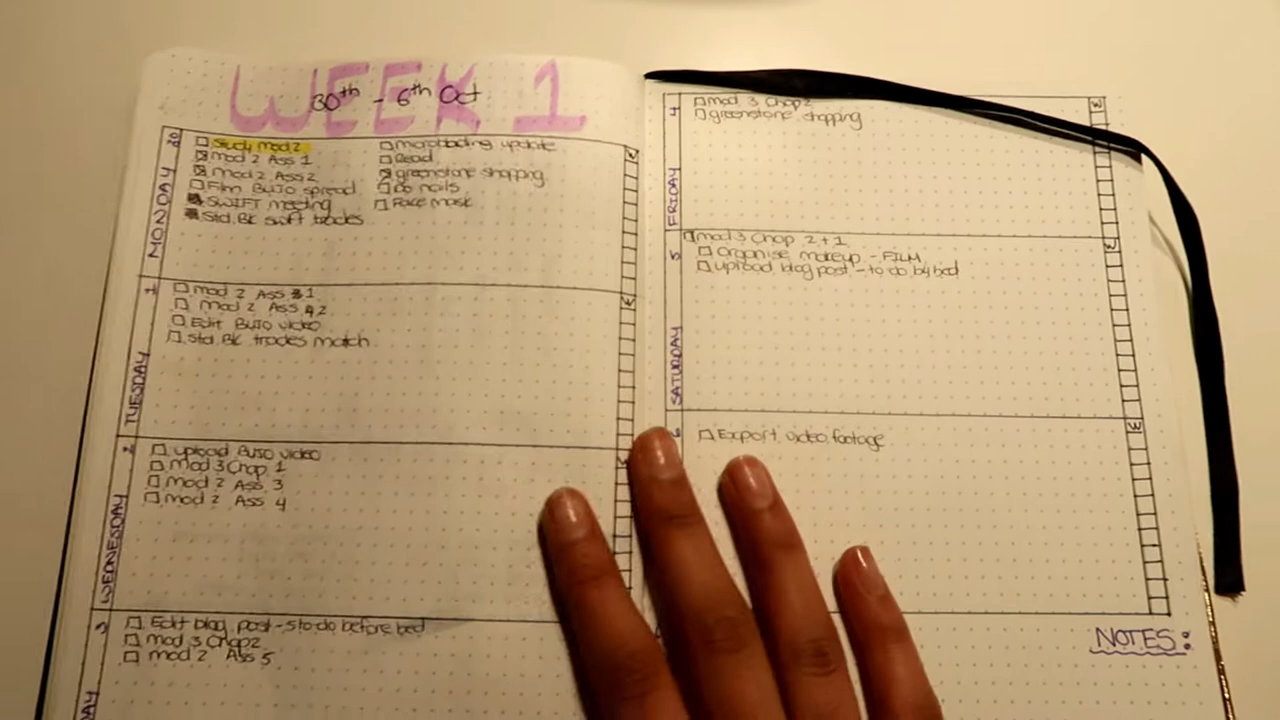 WEEK 1
30th - 6th Oct
MONDAY 30
Study mod 2
Mod 2 Ass 1
Mod 2 Ass 2
Film BUJO spread
SWIFT meeting
Std. BK swift trades
microblading update
Read
greenstone shopping
Do nails
Face mask
TUESDAY 1
mod 2 Ass 1
mod 2 Ass 2
Edit BUJO video
Std. BK trades match
WEDNESDAY 2
upload BUJO video
Mod 3 Chap 1
Mod 2 Ass 3
Mod 2 Ass 4
3
Edit blog post - 5 to do before bed
Mod 3 Chap 2
Mod 2 Ass 5
FRIDAY 4
mod 3 Chap 2
greenstone shopping
SATURDAY 5
mod 3 Chap 2 + 1
Organise makeup - FILM
upload blog post - to do by bed
6
Export video footage
NOTES: